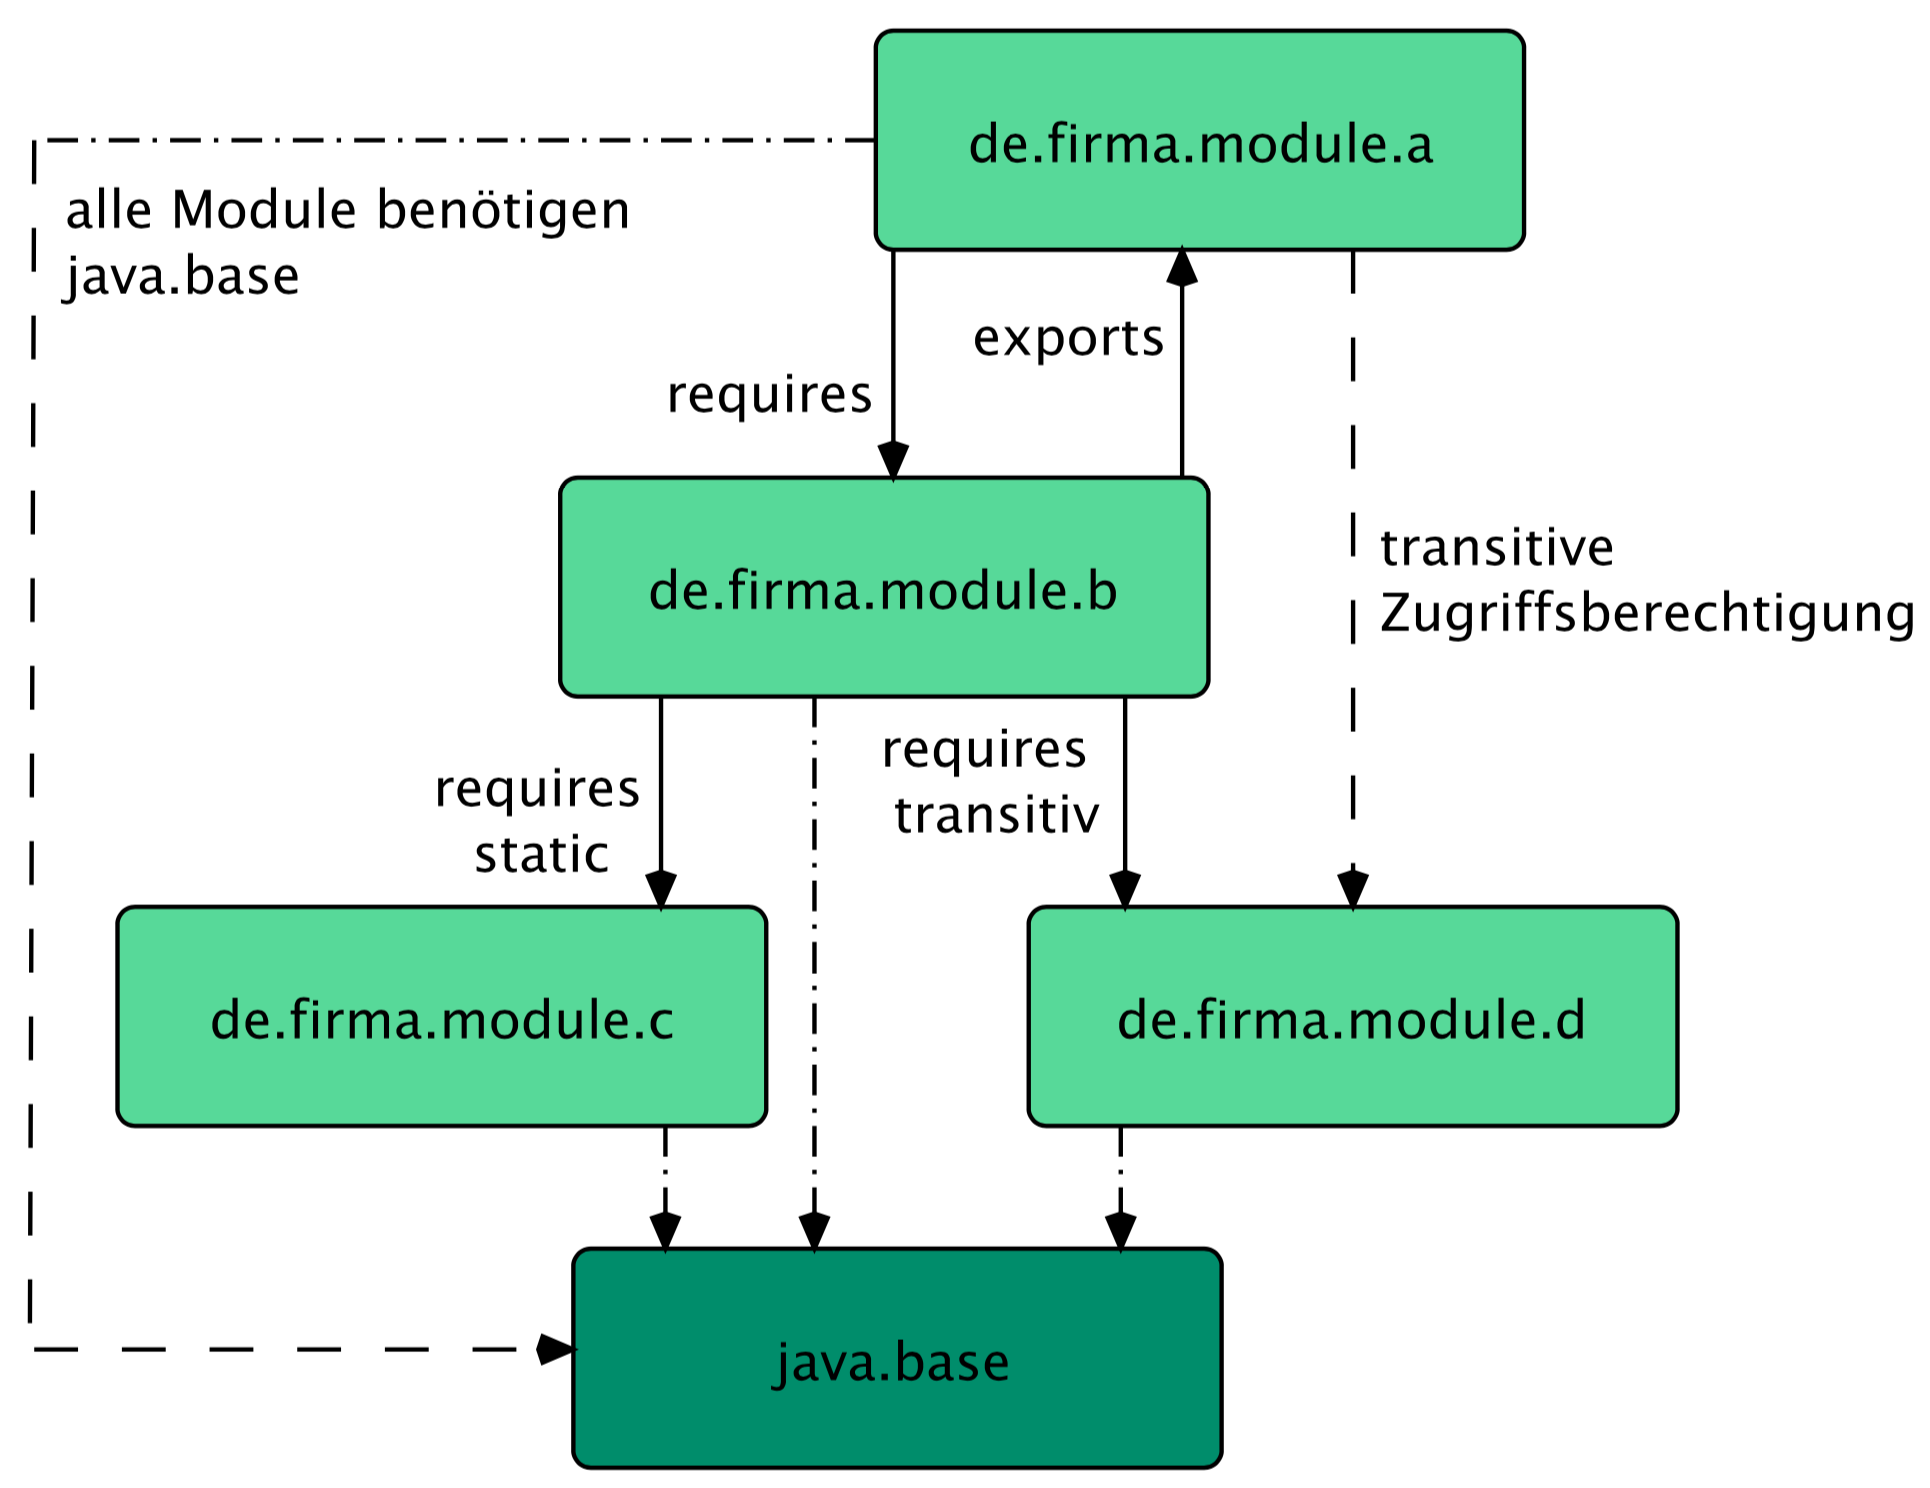 de.firma.module.a
alle Module benötigen
java.base
exports
requires
transitive
Zugriffsberechtigung
de.firma.module.b
requires
transitiv
requires
static
de.firma.module.c
de.firma.module.d
java.base